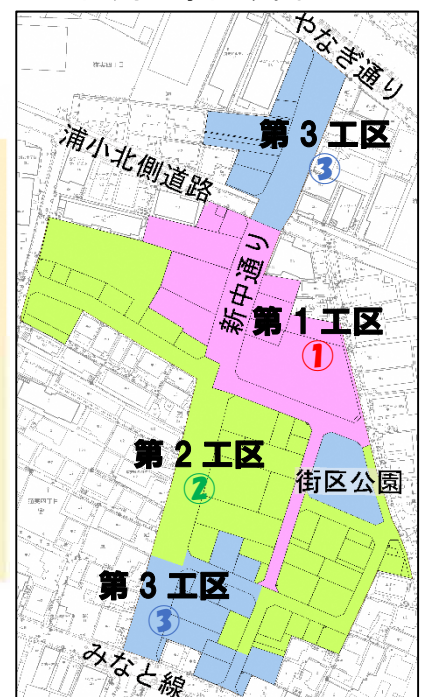 やなぎ通り
第3工区
③
浦小北側道路
新中通り
第1工区
①
第2工区
②
街区公園
第3工区
③
みなと線